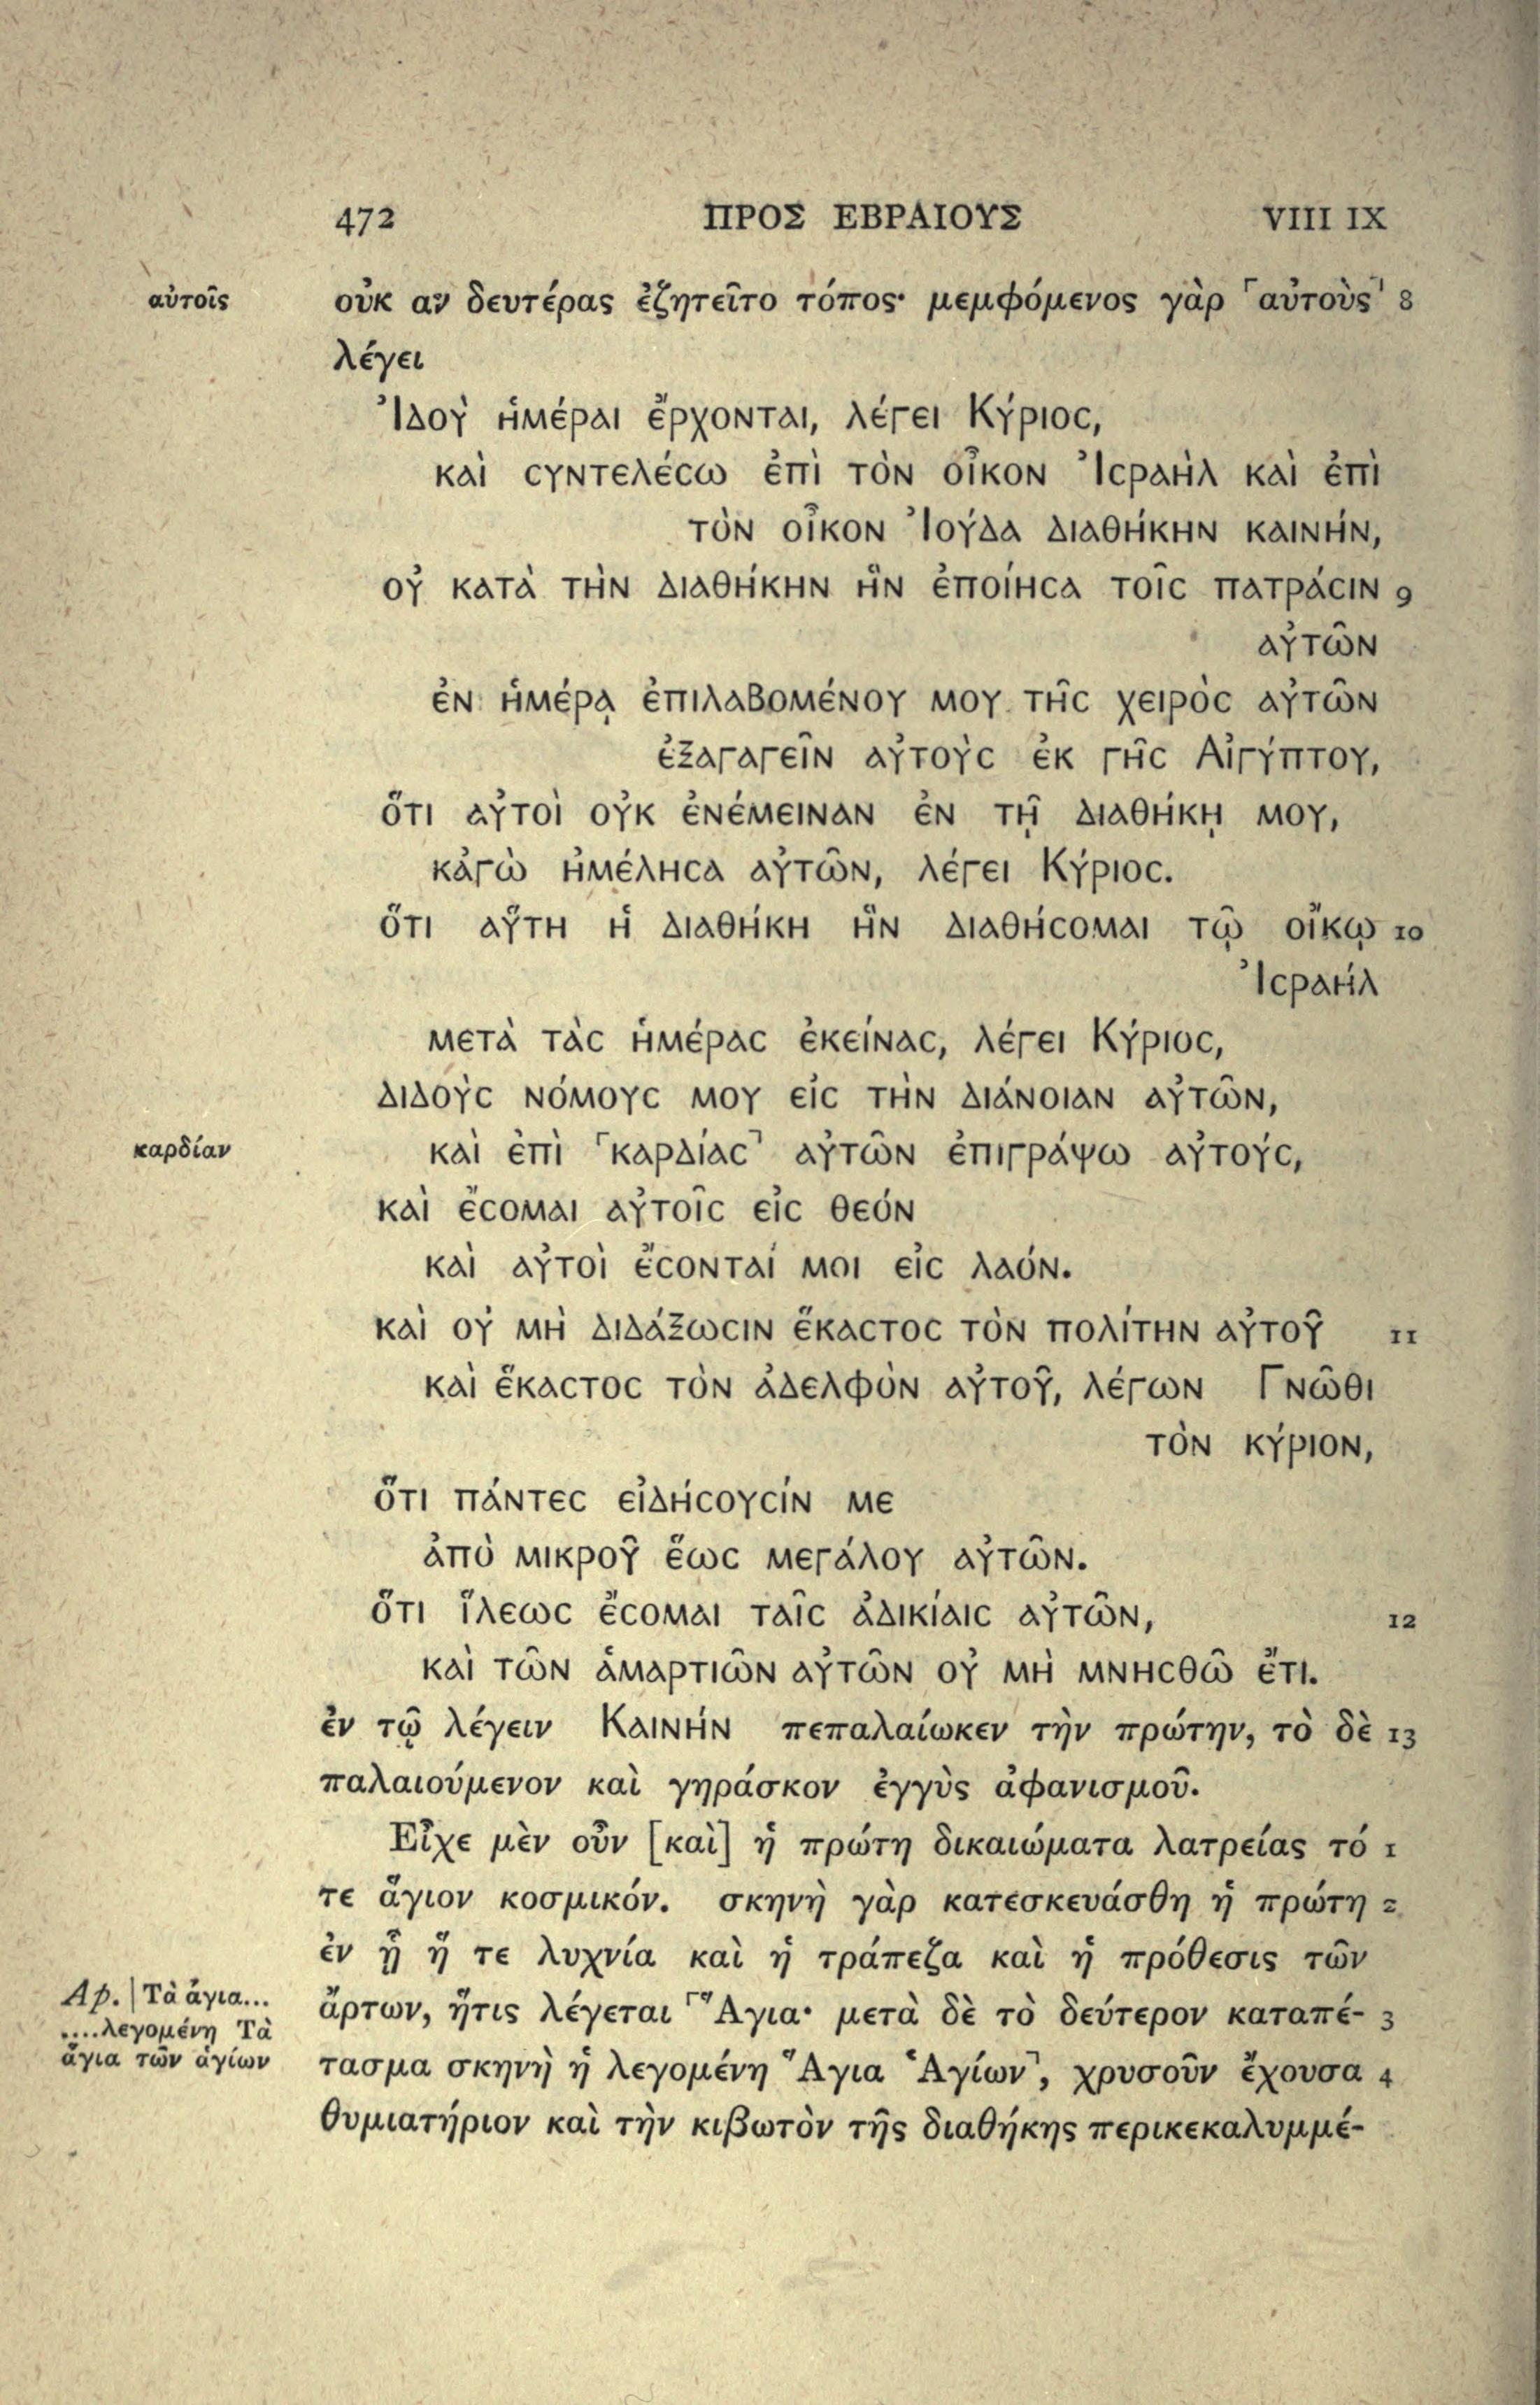 472 ΠΡΟΣ ΕΒΡΑΙΟΥΣ VIII IX
αὐτοῖς
οὐκ αν δευτέρας ἐζητεῖτο τόπος· μεμφόμενος γὰρ ⌜αὐτοὺς⌝ 8
λέγει
Ἰδοὺ ἡμέραι ἔρχονται, λέγει Κύριος,
καὶ συντελέσω ἐπὶ τὸν οἶκον Ἰσραὴλ καὶ ἐπὶ
τὸν οἶκον Ἰούδα διαθήκην καινήν,
οὐ κατὰ τὴν διαθήκην ἣν ἐποίησα τοῖς πατράσιν 9
αὐτῶν
ἐν ἡμέρᾳ ἐπιλαβομένου μου τῆς χειρὸς αὐτῶν
ἐξαγαγεῖν αὐτοὺς ἐκ γῆς Αἰγύπτου,
ὅτι αὐτοὶ οὐκ ἐνέμειναν ἐν τῇ διαθήκῃ μου,
κἀγὼ ἠμέλησα αὐτῶν, λέγει Κύριος.
ὅτι αὕτη ἡ διαθήκη ἣν διαθήσομαι τῷ οἴκῳ 10
Ἰσραήλ
μετὰ τὰς ἡμέρας ἐκείνας, λέγει Κύριος,
διδοὺς νόμους μου εἰς τὴν διάνοιαν αὐτῶν,
καρδίαν
καὶ ἐπὶ ⌜καρδίας⌝ αὐτῶν ἐπιγράψω αὐτούς,
καὶ ἔσομαι αὐτοῖς εἰς θεόν
καὶ αὐτοὶ ἔσονταί μοι εἰς λαόν.
καὶ οὐ μὴ διδάξωσιν ἕκαστος τὸν πολίτην αὐτοῦ 11
καὶ ἕκαστος τὸν ἀδελφὸν αὐτοῦ, λέγων Γνῶθι
τὸν κύριον,
ὅτι πάντες εἰδήσουσίν με
ἀπὸ μικροῦ ἕως μεγάλου αὐτῶν.
ὅτι ἵλεως ἔσομαι ταῖς ἀδικίαις αὐτῶν, 12
καὶ τῶν ἁμαρτιῶν αὐτῶν οὐ μὴ μνησθῶ ἔτι.
ἐν τῷ λέγειν Καινήν πεπαλαίωκεν τὴν πρώτην, τὸ δὲ 13
παλαιούμενον καὶ γηράσκον ἐγγὺς ἀφανισμοῦ.
Εἶχε μὲν οὖν [καὶ] ἡ πρώτη δικαιώματα λατρείας τό 1
τε ἅγιον κοσμικόν. σκηνὴ γὰρ κατεσκευάσθη ἡ πρώτη 2
ἐν ᾗ ἥ τε λυχνία καὶ ἡ τράπεζα καὶ ἡ πρόθεσις τῶν
Ap. | Τὰ ἅγια...
....λεγομένη Τὰ
ἅγια τῶν ἁγίων
ἄρτων, ἥτις λέγεται ⌜Ἅγια· μετὰ δὲ τὸ δεύτερον καταπέ- 3
τασμα σκηνὴ ἡ λεγομένη Ἅγια Ἁγίων⌝, χρυσοῦν ἔχουσα 4
θυμιατήριον καὶ τὴν κιβωτὸν τῆς διαθήκης περικεκαλυμμέ-